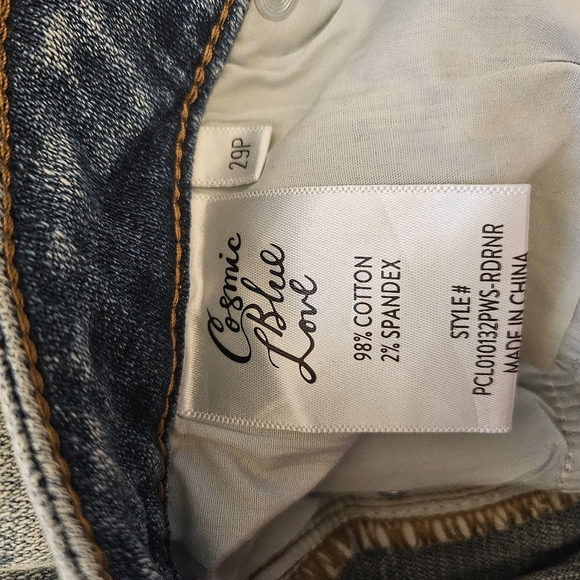 29P
Cosmic
Blue
Love
98% COTTON
2% SPANDEX
STYLE#
PCL010132PWS-RDRNR
MADE IN CHINA